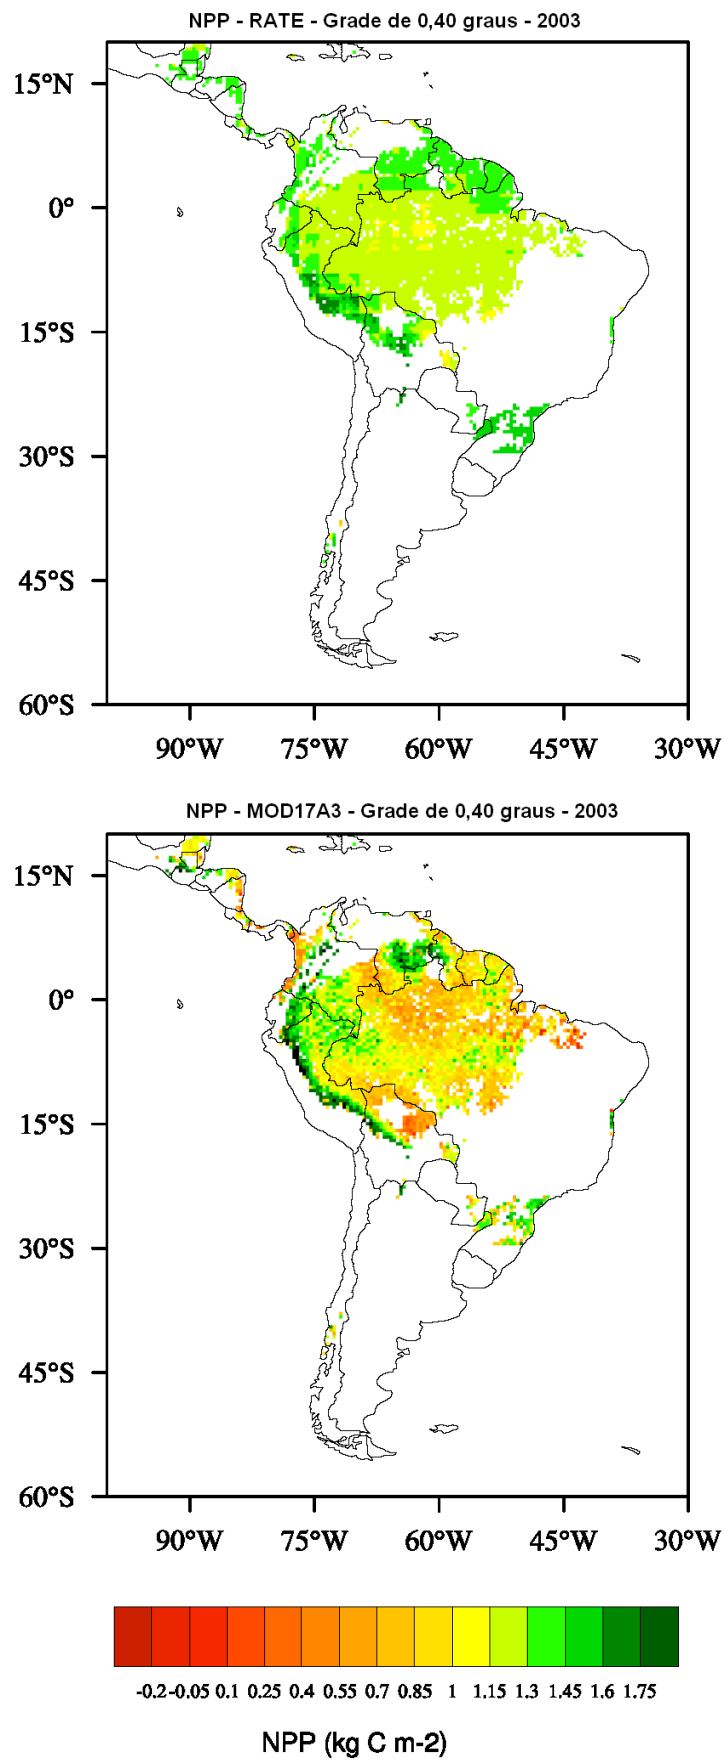 NPP - RATE - Grade de 0,40 graus - 2003
15°N
0°
15°S
30°S
45°S
60°S
90°W 75°W 60°W 45°W 30°W
NPP - MOD17A3 - Grade de 0,40 graus - 2003
15°N
0°
15°S
30°S
45°S
60°S
90°W 75°W 60°W 45°W 30°W
-0.2 -0.05 0.1 0.25 0.4 0.55 0.7 0.85 1 1.15 1.3 1.45 1.6 1.75
NPP (kg C m-2)